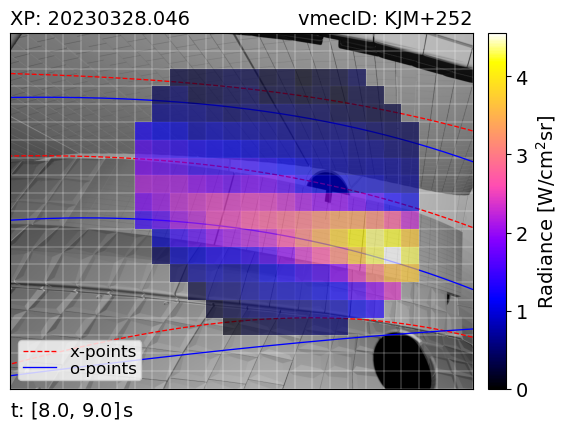 XP: 20230328.046 vmecID: KJM+252
4
3
2
1
0
Radiance [W/cm²sr]
x-points
o-points
t: [8.0, 9.0]s